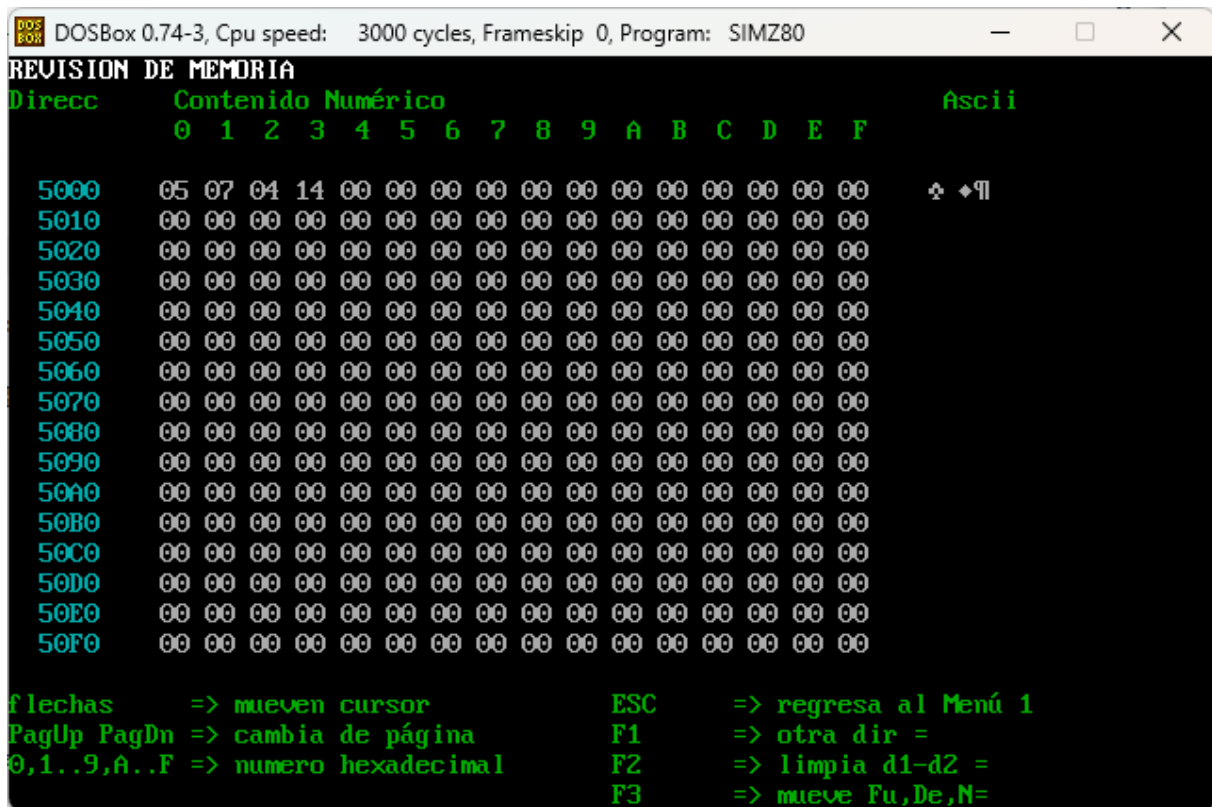 DOSBox 0.74-3, Cpu speed: 3000 cycles, Frameskip 0, Program: SIMZ80
REVISION DE MEMORIA
Direcc Contenido Numérico Ascii
0 1 2 3 4 5 6 7 8 9 A B C D E F
5000 05 07 04 14 00 00 00 00 00 00 00 00 00 00 00 00 ♣ ♦¶
5010 00 00 00 00 00 00 00 00 00 00 00 00 00 00 00 00
5020 00 00 00 00 00 00 00 00 00 00 00 00 00 00 00 00
5030 00 00 00 00 00 00 00 00 00 00 00 00 00 00 00 00
5040 00 00 00 00 00 00 00 00 00 00 00 00 00 00 00 00
5050 00 00 00 00 00 00 00 00 00 00 00 00 00 00 00 00
5060 00 00 00 00 00 00 00 00 00 00 00 00 00 00 00 00
5070 00 00 00 00 00 00 00 00 00 00 00 00 00 00 00 00
5080 00 00 00 00 00 00 00 00 00 00 00 00 00 00 00 00
5090 00 00 00 00 00 00 00 00 00 00 00 00 00 00 00 00
50A0 00 00 00 00 00 00 00 00 00 00 00 00 00 00 00 00
50B0 00 00 00 00 00 00 00 00 00 00 00 00 00 00 00 00
50C0 00 00 00 00 00 00 00 00 00 00 00 00 00 00 00 00
50D0 00 00 00 00 00 00 00 00 00 00 00 00 00 00 00 00
50E0 00 00 00 00 00 00 00 00 00 00 00 00 00 00 00 00
50F0 00 00 00 00 00 00 00 00 00 00 00 00 00 00 00 00
flechas => mueven cursor ESC => regresa al Menú 1
PagUp PagDn => cambia de página F1 => otra dir =
0,1..9,A..F => numero hexadecimal F2 => limpia d1-d2 =
F3 => mueve Fu,De,N=